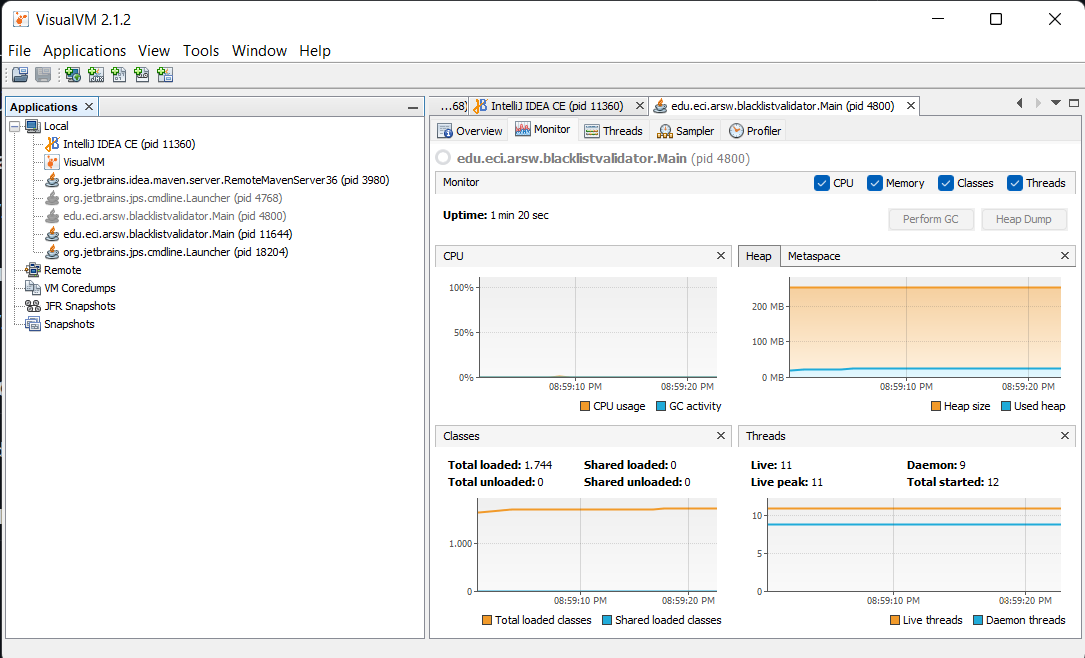 VisualVM 2.1.2
File Applications View Tools Window Help
Applications
Local
IntelliJ IDEA CE (pid 11360)
VisualVM
org.jetbrains.idea.maven.server.RemoteMavenServer36 (pid 3980)
org.jetbrains.jps.cmdline.Launcher (pid 4768)
edu.eci.arsw.blacklistvalidator.Main (pid 4800)
edu.eci.arsw.blacklistvalidator.Main (pid 11644)
org.jetbrains.jps.cmdline.Launcher (pid 18204)
Remote
VM Coredumps
JFR Snapshots
Snapshots
...68) IntelliJ IDEA CE (pid 11360) edu.eci.arsw.blacklistvalidator.Main (pid 4800)
Overview Monitor Threads Sampler Profiler
edu.eci.arsw.blacklistvalidator.Main (pid 4800)
Monitor CPU Memory Classes Threads
Uptime: 1 min 20 sec Perform GC Heap Dump
CPU
100%
50%
0%
08:59:10 PM 08:59:20 PM
CPU usage GC activity
Heap Metaspace
200 MB
100 MB
0 MB
08:59:10 PM 08:59:20 PM
Heap size Used heap
Classes
Total loaded: 1.744 Shared loaded: 0
Total unloaded: 0 Shared unloaded: 0
1.000
0
08:59:10 PM 08:59:20 PM
Total loaded classes Shared loaded classes
Threads
Live: 11 Daemon: 9
Live peak: 11 Total started: 12
10
5
0
08:59:10 PM 08:59:20 PM
Live threads Daemon threads